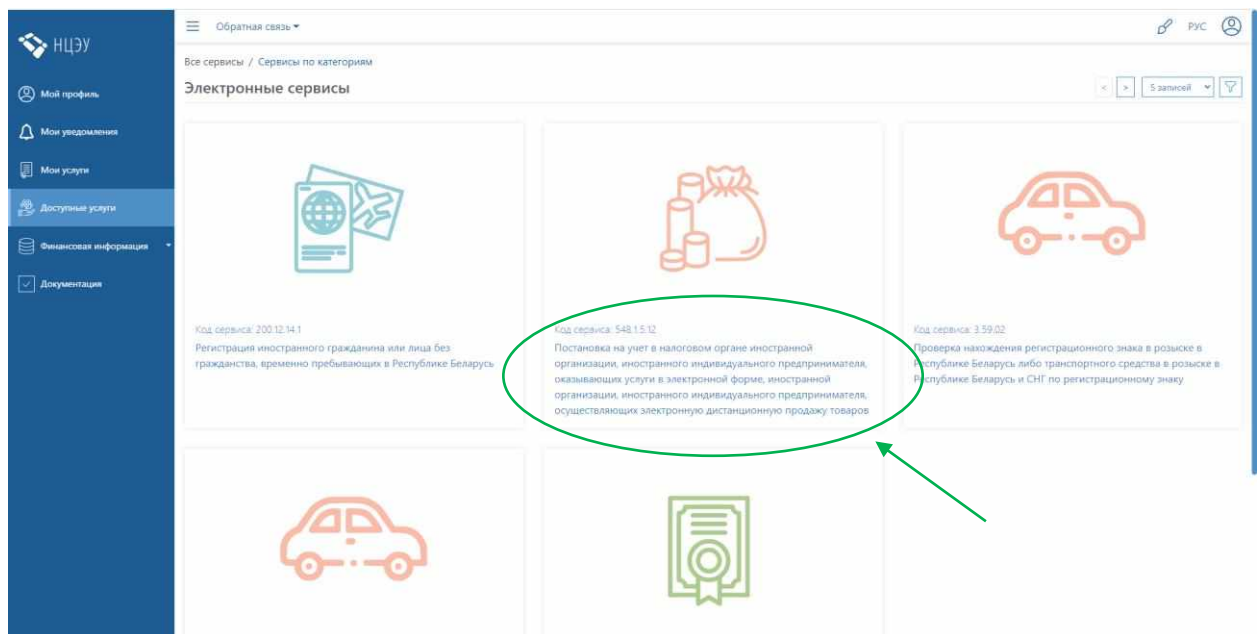 НЦЭУ
Мой профиль
Мои уведомления
Мои услуги
Доступные услуги
Финансовая информация
Документация
Обратная связь
РУС
Все сервисы / Сервисы по категориям
Электронные сервисы
< > 5 записей
Код сервиса: 200.12.14.1
Регистрация иностранного гражданина или лица без
гражданства, временно пребывающих в Республике Беларусь
Код сервиса: 548.1.5.12
Постановка на учет в налоговом органе иностранной
организации, иностранного индивидуального предпринимателя,
оказывающих услуги в электронной форме, иностранной
организации, иностранного индивидуального предпринимателя,
осуществляющих электронную дистанционную продажу товаров
Код сервиса: 3.59.02
Проверка нахождения регистрационного знака в розыске в
Республике Беларусь либо транспортного средства в розыске в
Республике Беларусь и СНГ по регистрационному знаку